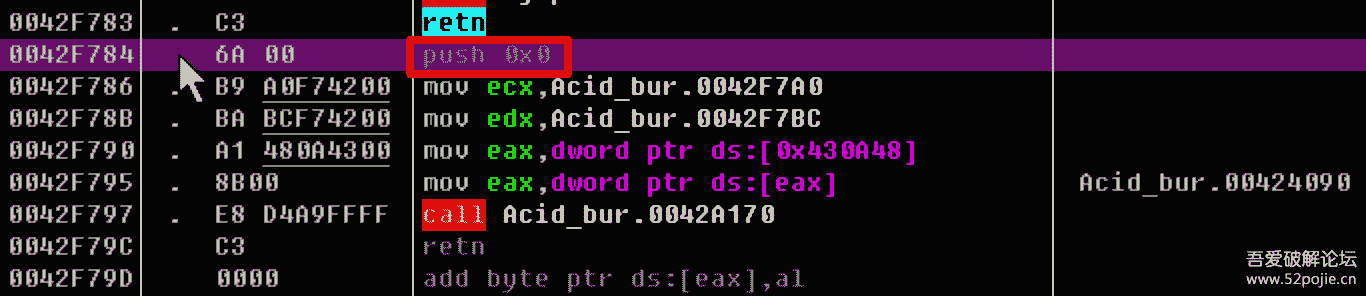 0042F783 . C3 retn
0042F784 . 6A 00 push 0x0
0042F786 . B9 A0F74200 mov ecx,Acid_bur.0042F7A0
0042F78B . BA BCF74200 mov edx,Acid_bur.0042F7BC
0042F790 . A1 480A4300 mov eax,dword ptr ds:[0x430A48]
0042F795 . 8B00 mov eax,dword ptr ds:[eax] Acid_bur.00424090
0042F797 . E8 D4A9FFFF call Acid_bur.0042A170
0042F79C C3 retn
0042F79D 0000 add byte ptr ds:[eax],al
吾爱破解论坛
www.52pojie.cn